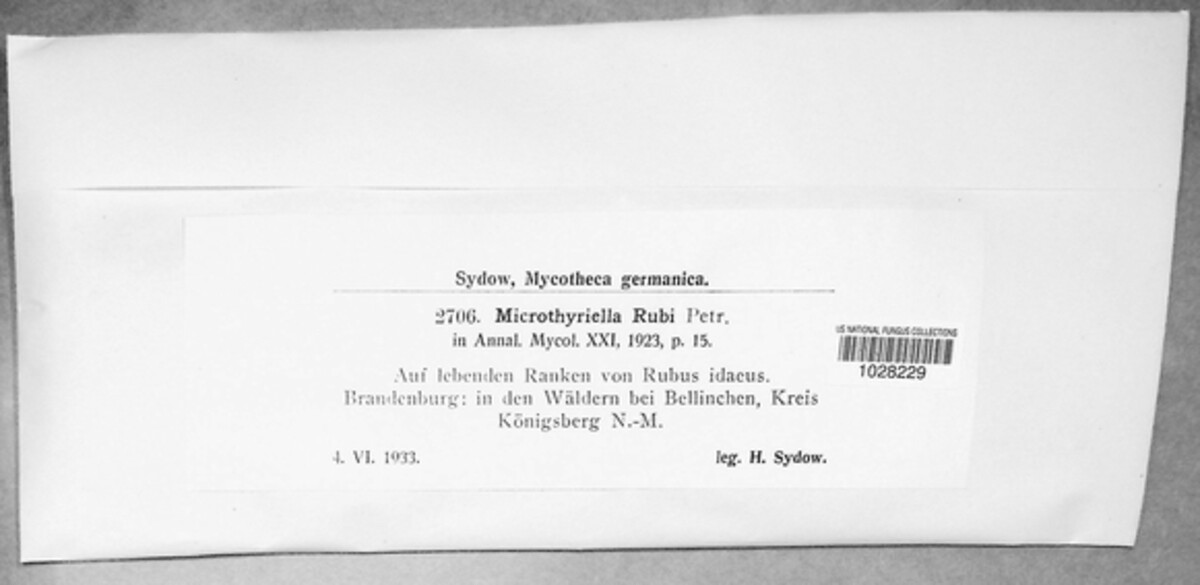 Sydow, Mycotheca germanica.
2706. Microthyriella Rubi Petr.
in Annal. Mycol. XXI, 1923, p. 15.
US NATIONAL FUNGUS COLLECTIONS
1028229
Auf lebenden Ranken von Rubus idaeus.
Brandenburg: in den Wäldern bei Bellinchen, Kreis
Königsberg N.-M.
4. VI. 1933. leg. H. Sydow.